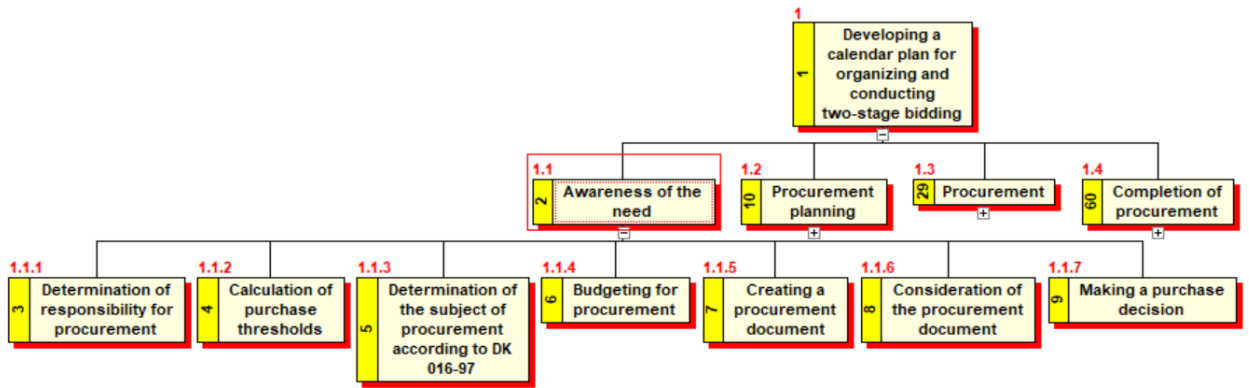 1
1
Developing a
calendar plan for
organizing and
conducting
two-stage bidding
1.1
2
Awareness of the
need
1.2
10
Procurement
planning
1.3
29
Procurement
1.4
60
Completion of
procurement
1.1.1
3
Determination of
responsibility for
procurement
1.1.2
4
Calculation of
purchase
thresholds
1.1.3
5
Determination of
the subject of
procurement
according to DK
016-97
1.1.4
6
Budgeting for
procurement
1.1.5
7
Creating a
procurement
document
1.1.6
8
Consideration of
the procurement
document
1.1.7
9
Making a purchase
decision